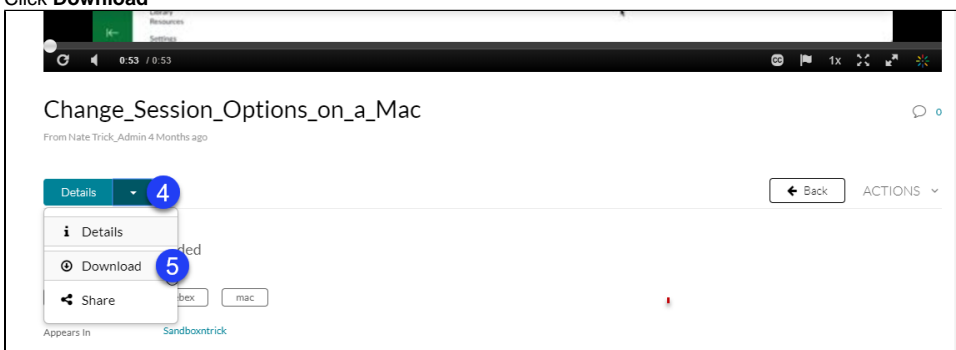 Click Download
Library
Resources
Settings
0:53 / 0:53
CC 1x
Change_Session_Options_on_a_Mac
0
From Nate Trick_Admin 4 Months ago
Details 4
Back ACTIONS
i Details
ded
Download 5
Share
bex mac
Appears In Sandboxntrick